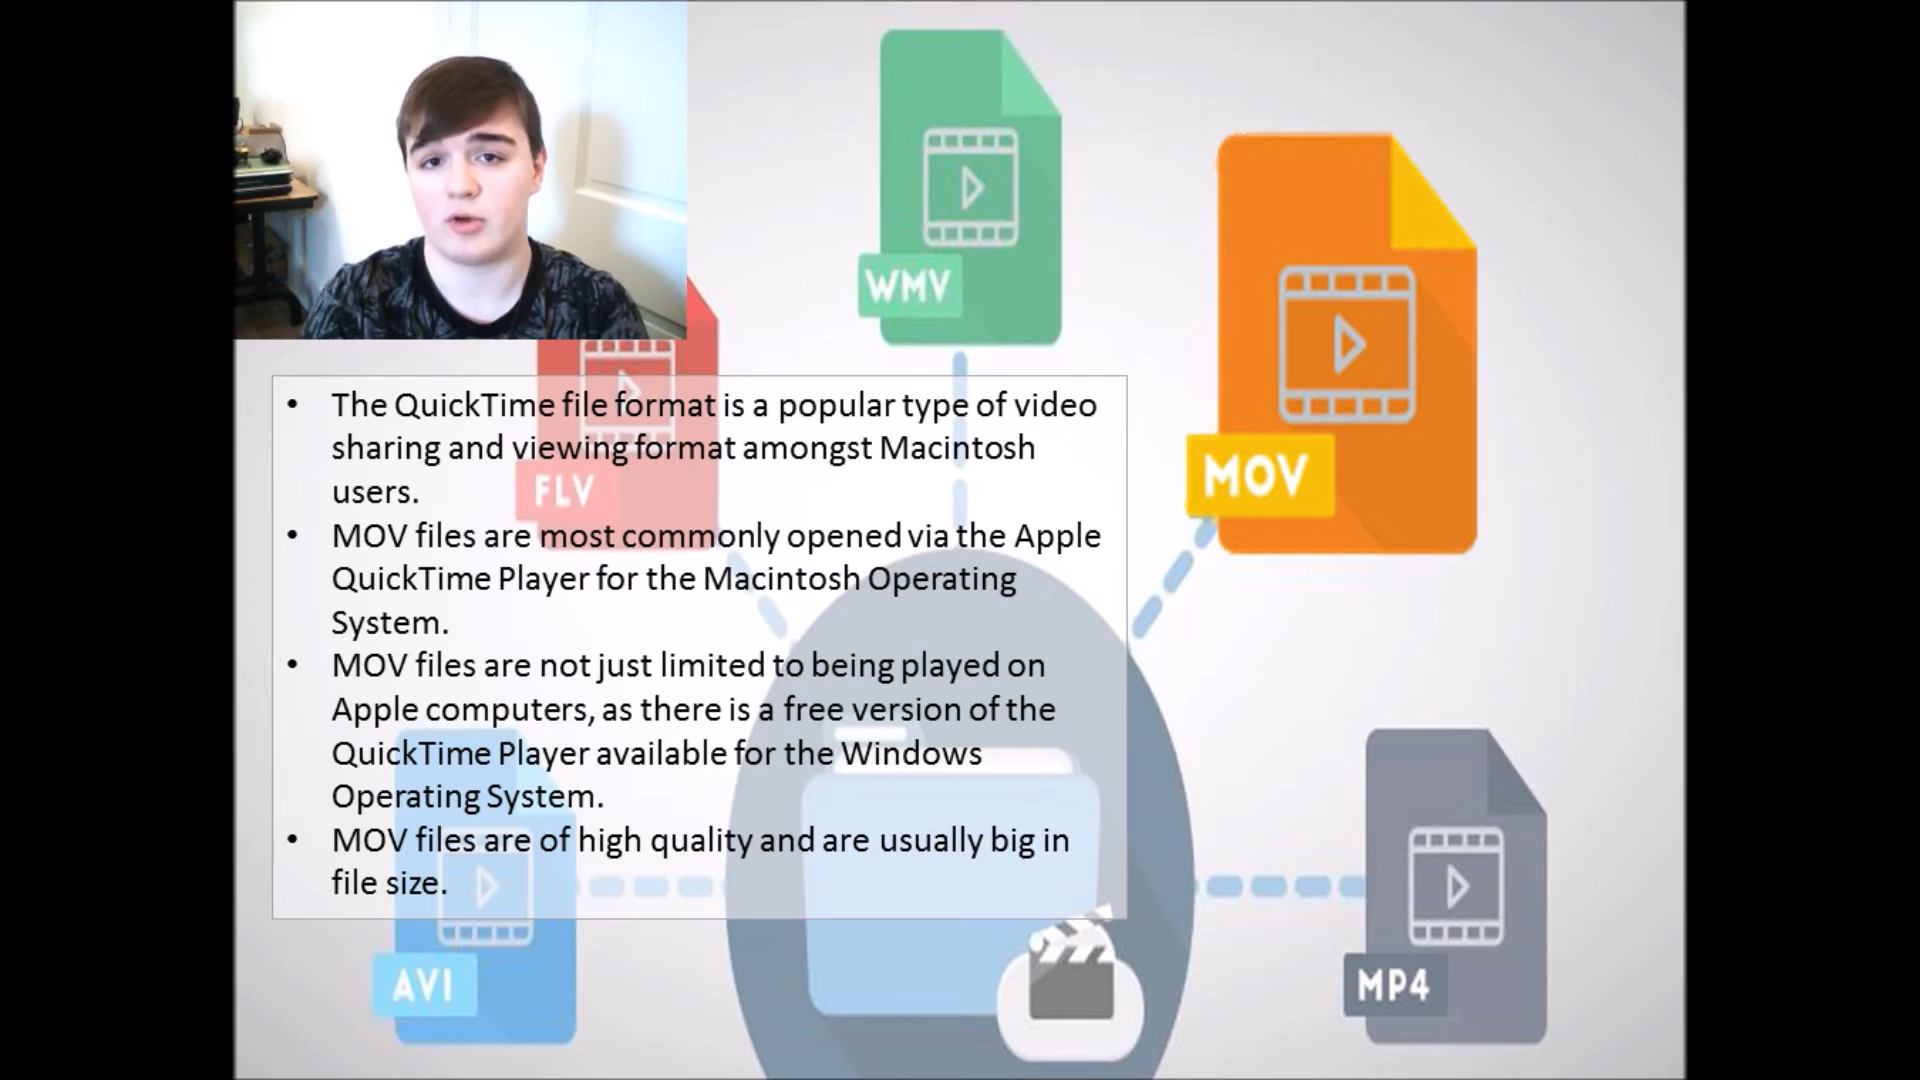 WMV
MOV
FLV
• The QuickTime file format is a popular type of video
sharing and viewing format amongst Macintosh
users.
• MOV files are most commonly opened via the Apple
QuickTime Player for the Macintosh Operating
System.
• MOV files are not just limited to being played on
Apple computers, as there is a free version of the
QuickTime Player available for the Windows
Operating System.
• MOV files are of high quality and are usually big in
file size.
AVI
MP4